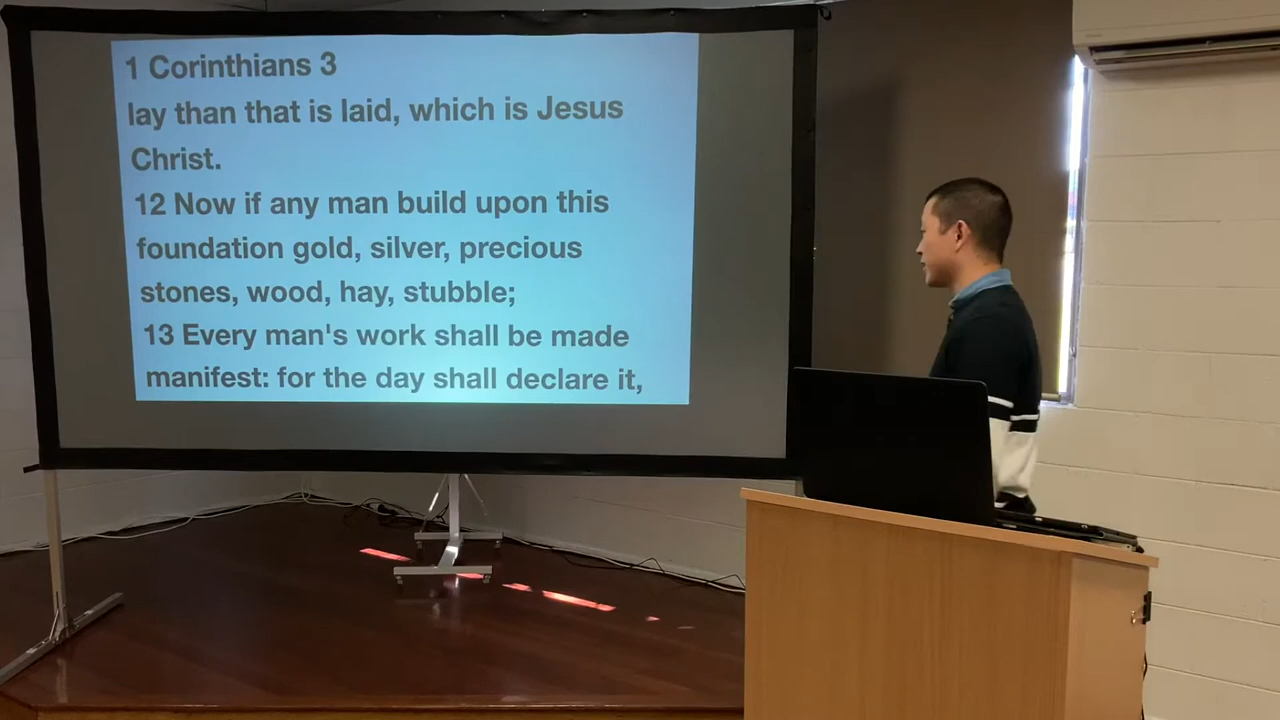 1 Corinthians 3
lay than that is laid, which is Jesus
Christ.
12 Now if any man build upon this
foundation gold, silver, precious
stones, wood, hay, stubble;
13 Every man's work shall be made
manifest: for the day shall declare it,